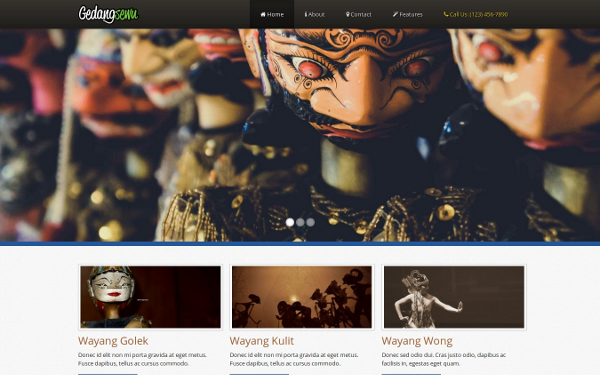 Gedangsewu
Home
About
Contact
Features
Call Us: (123) 456-7890
Wayang Golek
Donec id elit non mi porta gravida at eget metus.
Fusce dapibus, tellus ac cursus commodo.
Wayang Kulit
Donec id elit non mi porta gravida at eget metus.
Fusce dapibus, tellus ac cursus commodo.
Wayang Wong
Donec sed odio dui. Cras justo odio, dapibus ac
facilisis in, egestas eget quam.